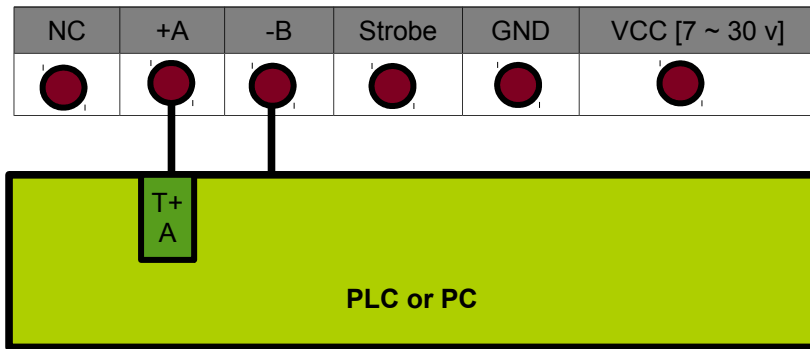 NC +A -B Strobe GND VCC [7 ~ 30 v]
T+
A
PLC or PC